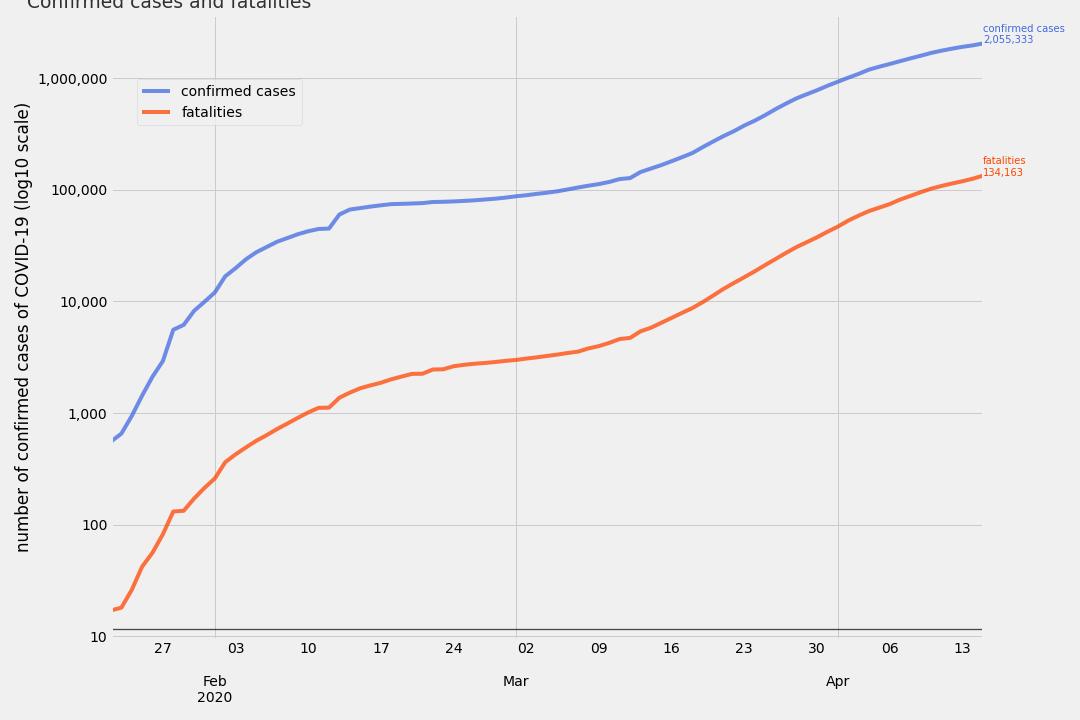 Confirmed cases and fatalities
confirmed cases
2,055,333
1,000,000
confirmed cases
fatalities
fatalities
134,163
100,000
10,000
1,000
100
10
number of confirmed cases of COVID-19 (log10 scale)
27 03 10 17 24 02 09 16 23 30 06 13
Feb Mar Apr
2020